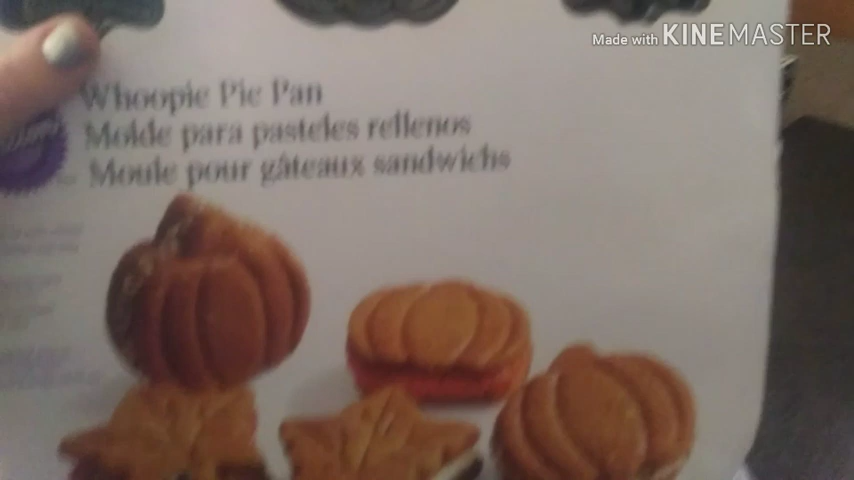 Made with KINEMASTER
Whoopie Pie Pan
Molde para pasteles rellenos
Moule pour gâteaux sandwichs